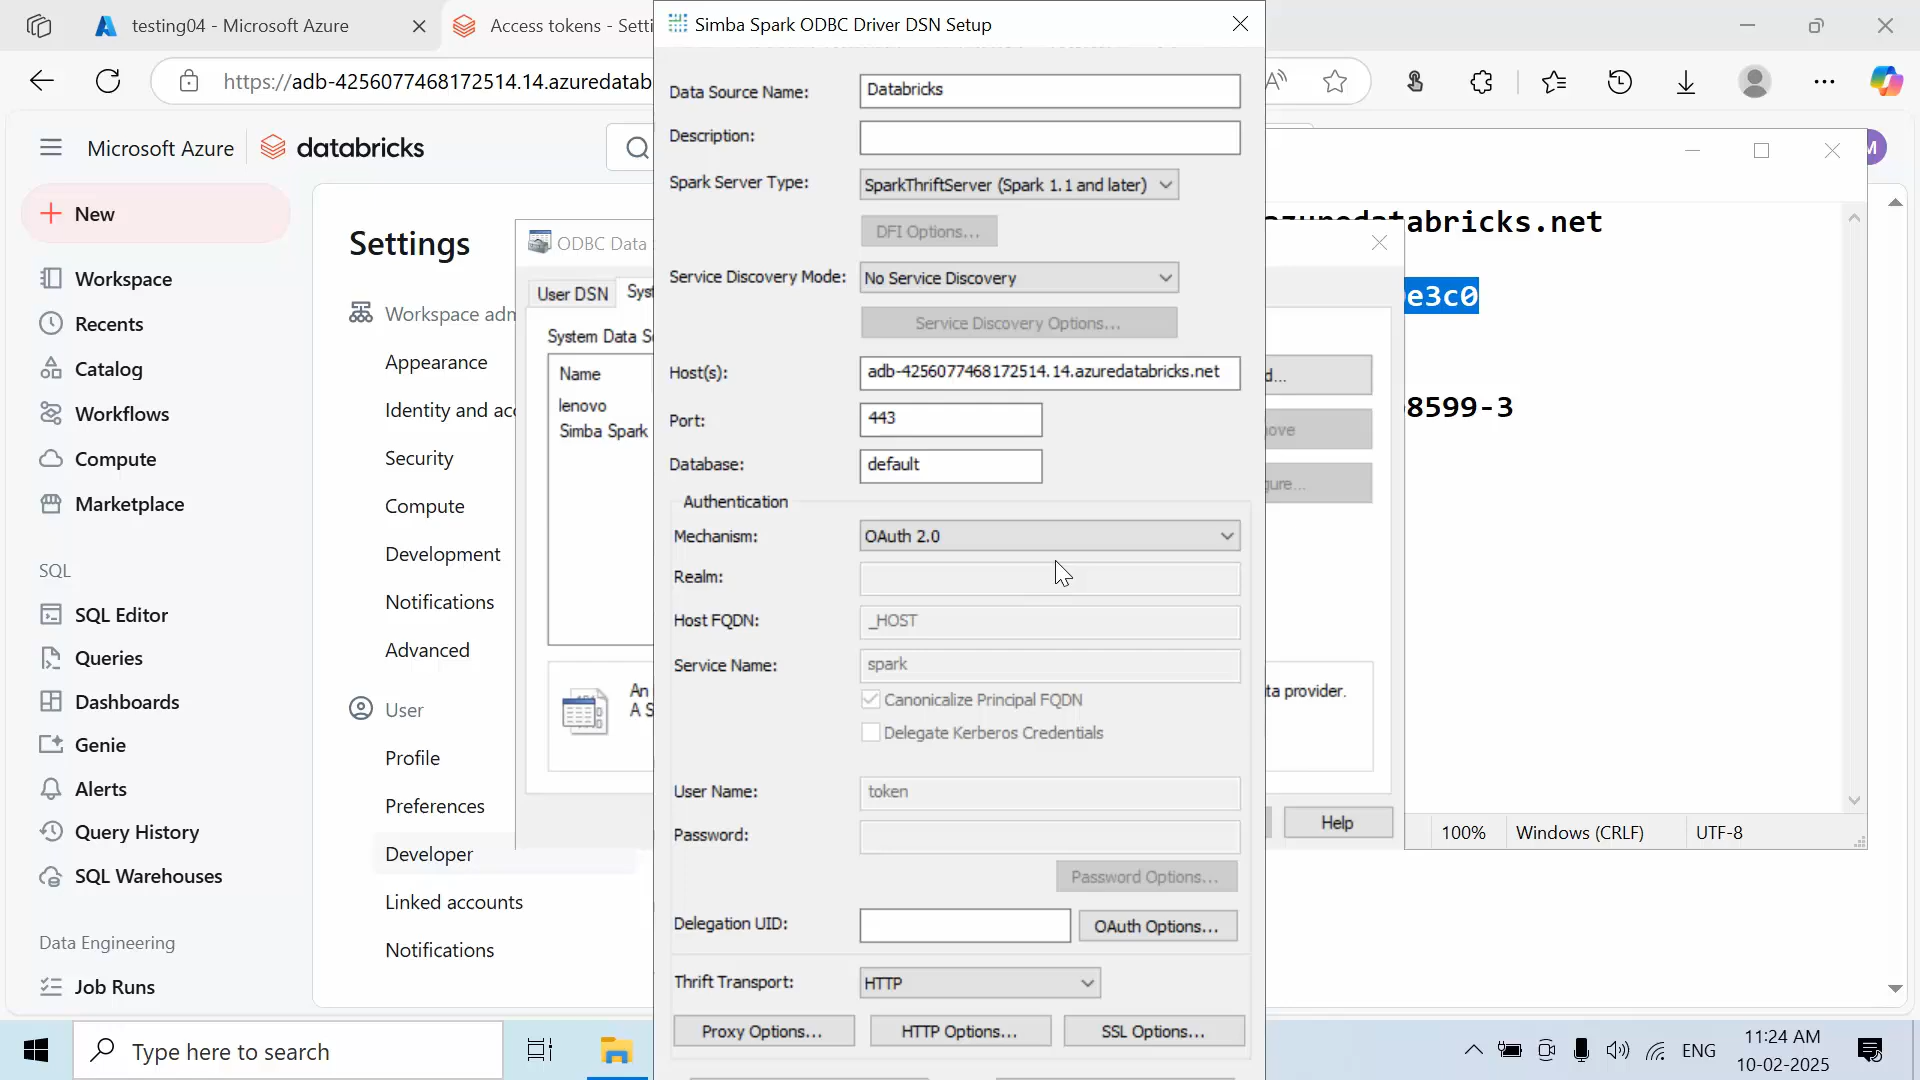 testing04 - Microsoft Azure
Access tokens - Setti
https://adb-4256077468172514.14.azuredatab
Microsoft Azure
databricks
New
Workspace
Recents
Catalog
Workflows
Compute
Marketplace
SQL
SQL Editor
Queries
Dashboards
Genie
Alerts
Query History
SQL Warehouses
Data Engineering
Job Runs
Settings
Workspace adm
Appearance
Identity and acc
Security
Compute
Development
Notifications
Advanced
User
Profile
Preferences
Developer
Linked accounts
Notifications
ODBC Data
User DSN
Syst
System Data So
Name
lenovo
Simba Spark
An
A S
Simba Spark ODBC Driver DSN Setup
Data Source Name: Databricks
Description:
Spark Server Type: SparkThriftServer (Spark 1.1 and later)
DFI Options...
Service Discovery Mode: No Service Discovery
Service Discovery Options...
Host(s): adb-4256077468172514.14.azuredatabricks.net
Port: 443
Database: default
Authentication
Mechanism: OAuth 2.0
Realm:
Host FQDN: _HOST
Service Name: spark
Canonicalize Principal FQDN
Delegate Kerberos Credentials
User Name: token
Password:
Password Options...
Delegation UID:
OAuth Options...
Thrift Transport: HTTP
Proxy Options...
HTTP Options...
SSL Options...
d...
ove
gure...
ta provider.
Help
azuredatabricks.net
e3c0
8599-3
100%
Windows (CRLF)
UTF-8
M
Type here to search
ENG
11:24 AM
10-02-2025